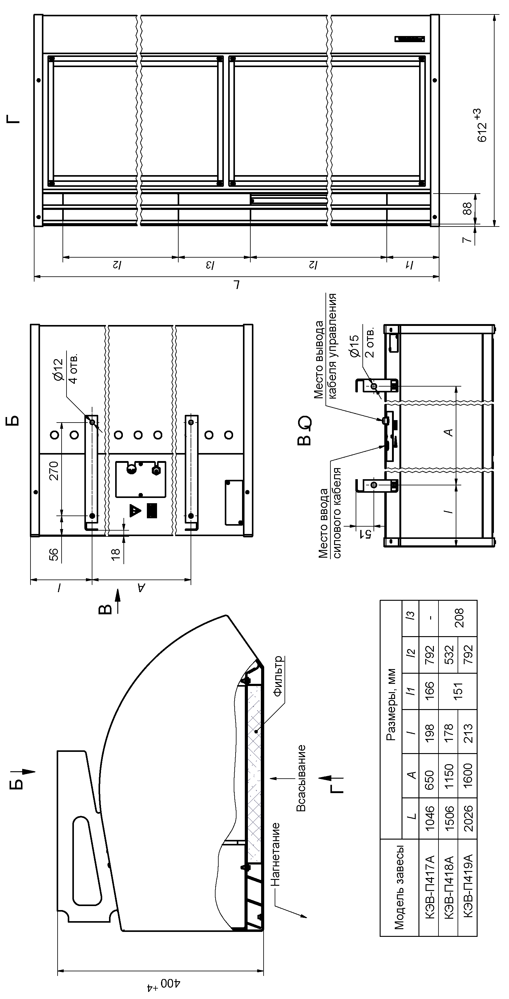 400 +4
Б
Нагнетание
Всасывание
Г
Фильтр
В
Б
l
A
56
270
18
Ø12
4 отв.
В
Место ввода
силового кабеля
Место вывода
кабеля управления
51
Ø15
2 отв.
l
A
Г
L
l2
l3
l2
l1
7
88
612 +3
Модель завесы Размеры, мм
L A l l1 l2 l3
КЭВ-П417А 1046 650 198 166 792 -
КЭВ-П418А 1506 1150 178 151 532 208
КЭВ-П419А 2026 1600 213 792